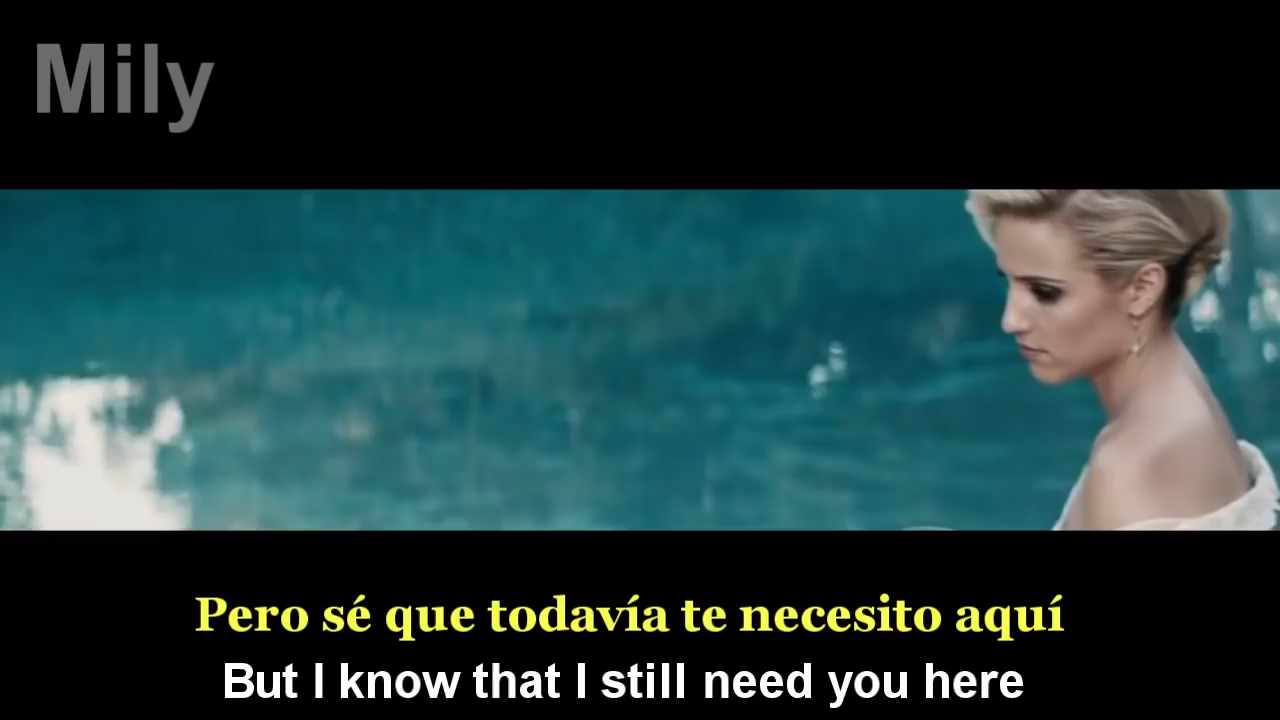 Mily
Pero sé que todavía te necesito aquí
But I know that I still need you here